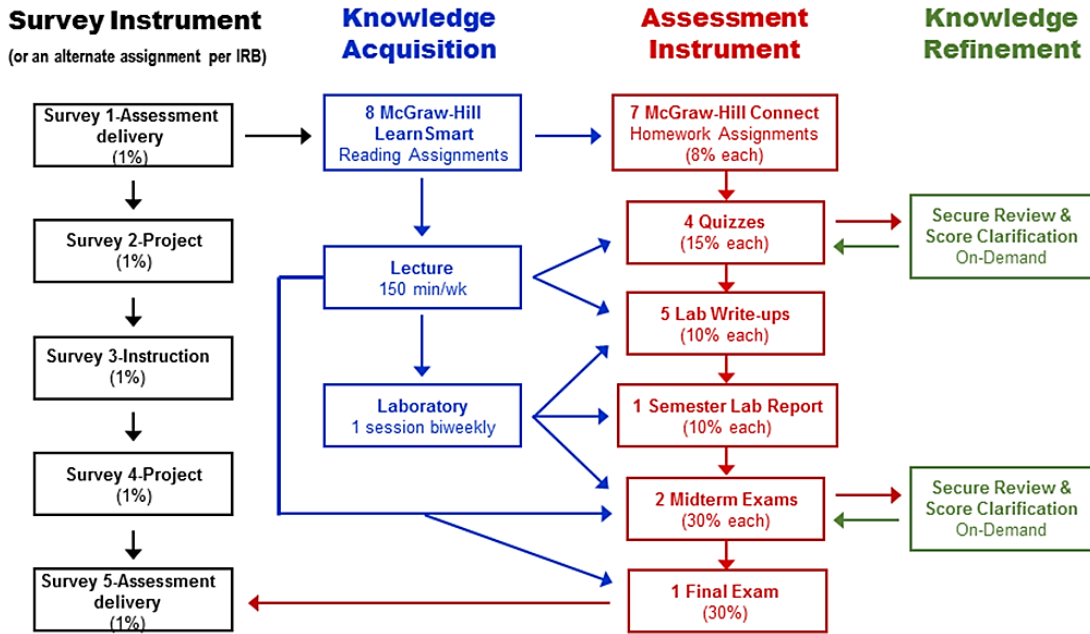 Survey Instrument
(or an alternate assignment per IRB)
Knowledge
Acquisition
Assessment
Instrument
Knowledge
Refinement
Survey 1-Assessment
delivery
(1%)
Survey 2-Project
(1%)
Survey 3-Instruction
(1%)
Survey 4-Project
(1%)
Survey 5-Assessment
delivery
(1%)
8 McGraw-Hill
LearnSmart
Reading Assignments
Lecture
150 min/wk
Laboratory
1 session biweekly
7 McGraw-Hill Connect
Homework Assignments
(8% each)
4 Quizzes
(15% each)
5 Lab Write-ups
(10% each)
1 Semester Lab Report
(10% each)
2 Midterm Exams
(30% each)
1 Final Exam
(30%)
Secure Review &
Score Clarification
On-Demand
Secure Review &
Score Clarification
On-Demand